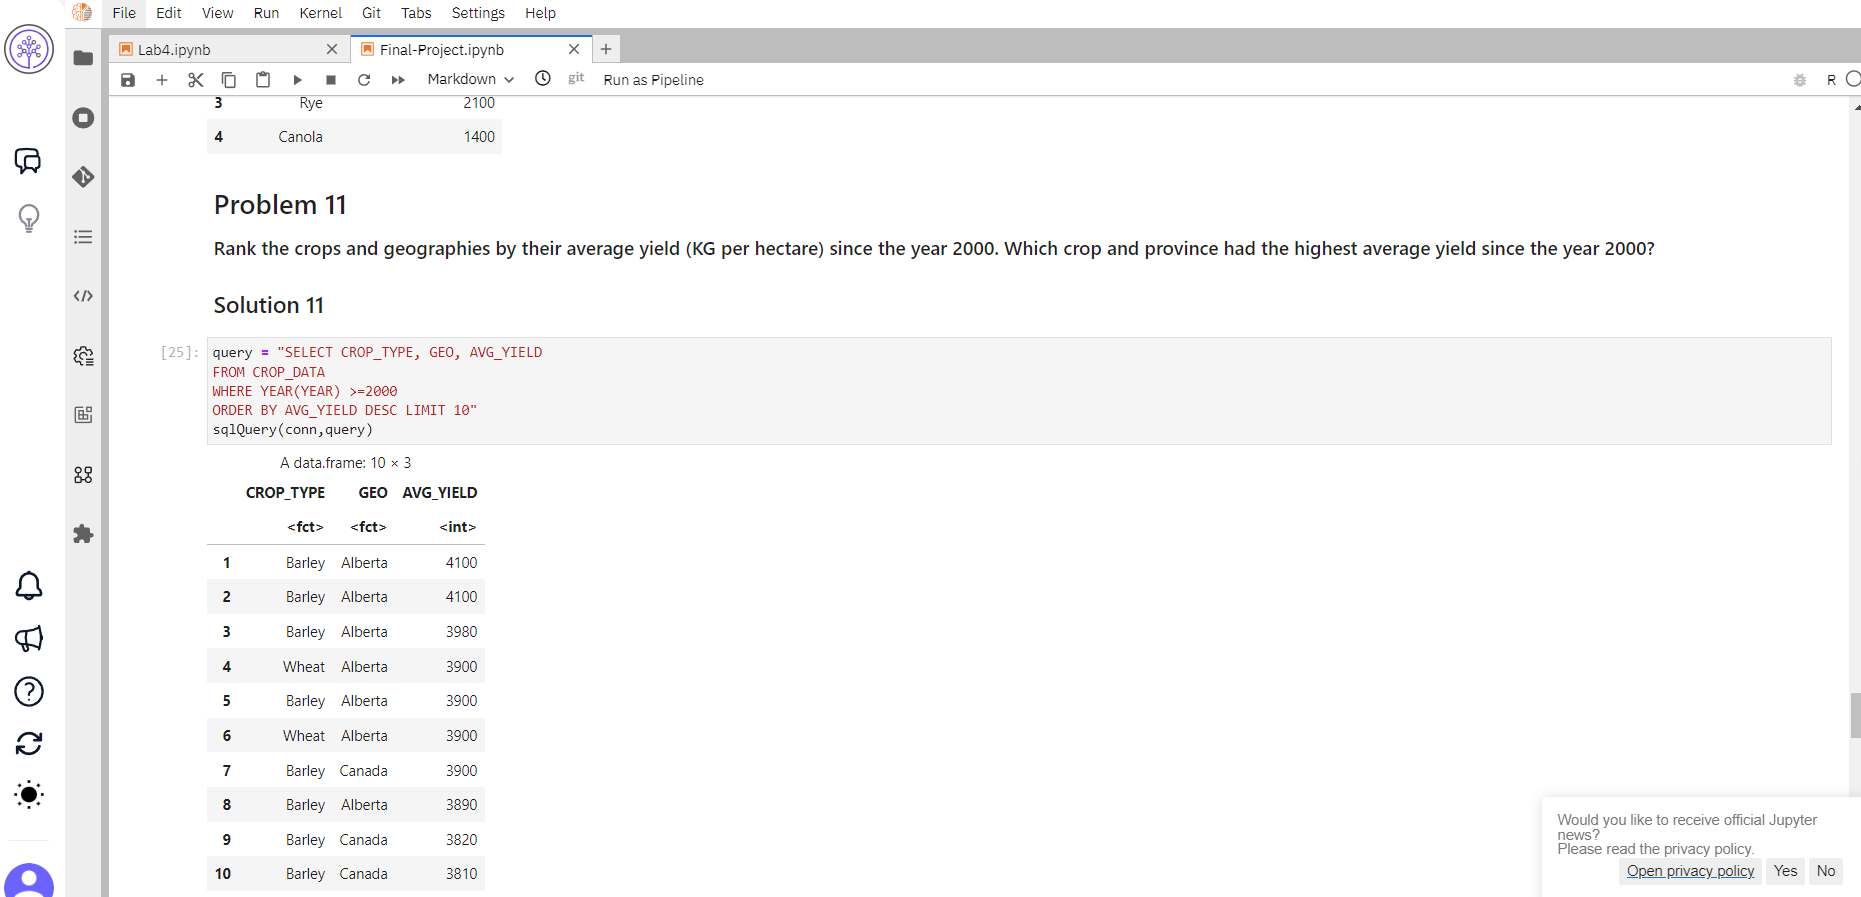 File Edit View Run Kernel Git Tabs Settings Help
Lab4.ipynb Final-Project.ipynb
Markdown git Run as Pipeline R
3 Rye 2100
4 Canola 1400
Problem 11
Rank the crops and geographies by their average yield (KG per hectare) since the year 2000. Which crop and province had the highest average yield since the year 2000?
Solution 11
[25]: query = "SELECT CROP_TYPE, GEO, AVG_YIELD
FROM CROP_DATA
WHERE YEAR(YEAR) >=2000
ORDER BY AVG_YIELD DESC LIMIT 10"
sqlQuery(conn,query)
A data.frame: 10 × 3
CROP_TYPE GEO AVG_YIELD
<fct> <fct> <int>
1 Barley Alberta 4100
2 Barley Alberta 4100
3 Barley Alberta 3980
4 Wheat Alberta 3900
5 Barley Alberta 3900
6 Wheat Alberta 3900
7 Barley Canada 3900
8 Barley Alberta 3890
9 Barley Canada 3820
10 Barley Canada 3810
Would you like to receive official Jupyter
news?
Please read the privacy policy.
Open privacy policy Yes No